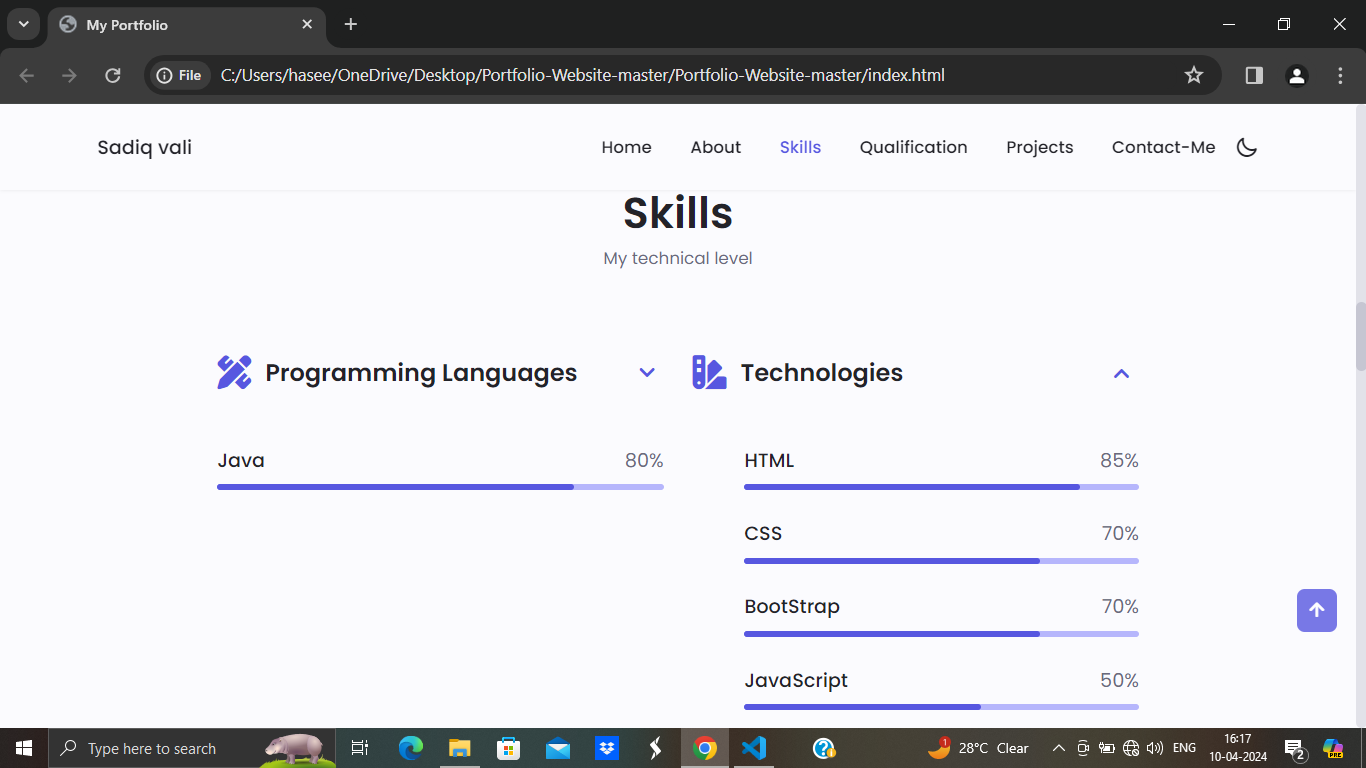 My Portfolio
File
C:/Users/hasee/OneDrive/Desktop/Portfolio-Website-master/Portfolio-Website-master/index.html
Sadiq vali
Home
About
Skills
Qualification
Projects
Contact-Me
Skills
My technical level
Programming Languages
Java 80%
Technologies
HTML 85%
CSS 70%
BootStrap 70%
JavaScript 50%
Type here to search
1
28°C Clear
ENG
16:17
10-04-2024
2
PRE